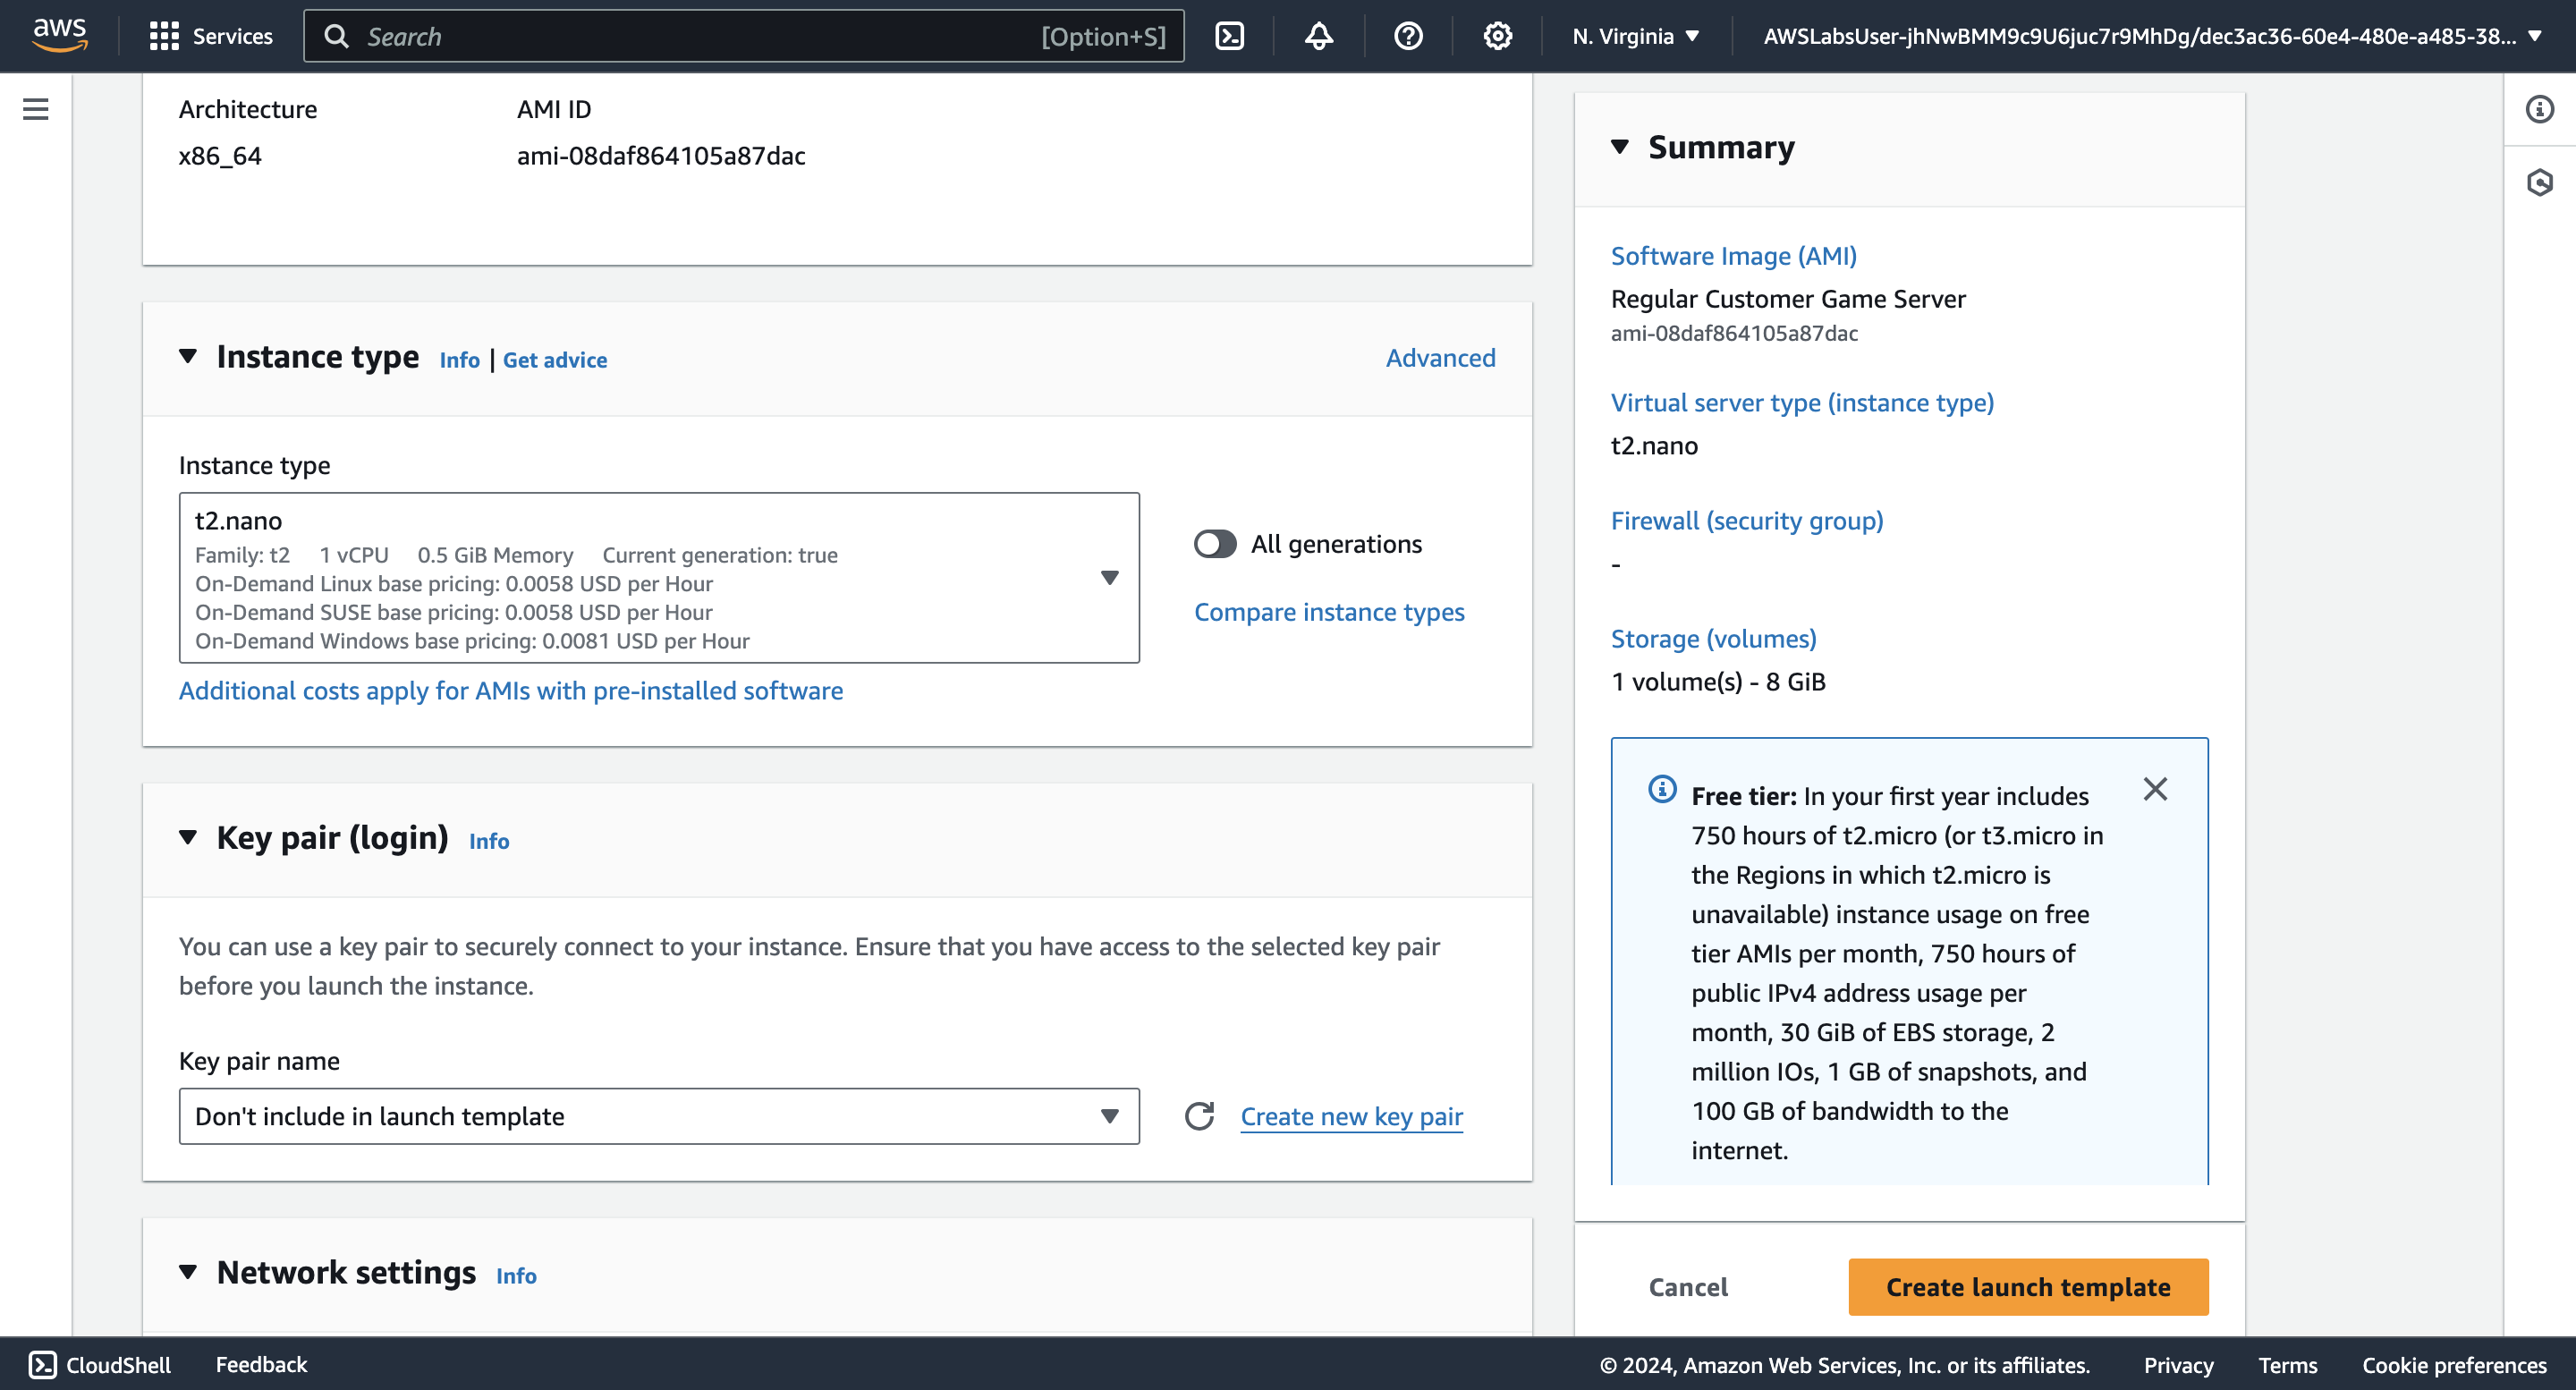 aws
Services
Search
[Option+S]
N. Virginia
AWSLabsUser-jhNwBMM9c9U6juc7r9MhDg/dec3ac36-60e4-480e-a485-38...
Architecture
x86_64
AMI ID
ami-08daf864105a87dac
Instance type
Info | Get advice
Advanced
Instance type
t2.nano
Family: t2 1 vCPU 0.5 GiB Memory Current generation: true
On-Demand Linux base pricing: 0.0058 USD per Hour
On-Demand SUSE base pricing: 0.0058 USD per Hour
On-Demand Windows base pricing: 0.0081 USD per Hour
All generations
Compare instance types
Additional costs apply for AMIs with pre-installed software
Key pair (login)
Info
You can use a key pair to securely connect to your instance. Ensure that you have access to the selected key pair
before you launch the instance.
Key pair name
Don't include in launch template
Create new key pair
Network settings
Info
Summary
Software Image (AMI)
Regular Customer Game Server
ami-08daf864105a87dac
Virtual server type (instance type)
t2.nano
Firewall (security group)
-
Storage (volumes)
1 volume(s) - 8 GiB
Free tier: In your first year includes
750 hours of t2.micro (or t3.micro in
the Regions in which t2.micro is
unavailable) instance usage on free
tier AMIs per month, 750 hours of
public IPv4 address usage per
month, 30 GiB of EBS storage, 2
million IOs, 1 GB of snapshots, and
100 GB of bandwidth to the
internet.
Cancel
Create launch template
CloudShell
Feedback
© 2024, Amazon Web Services, Inc. or its affiliates.
Privacy
Terms
Cookie preferences